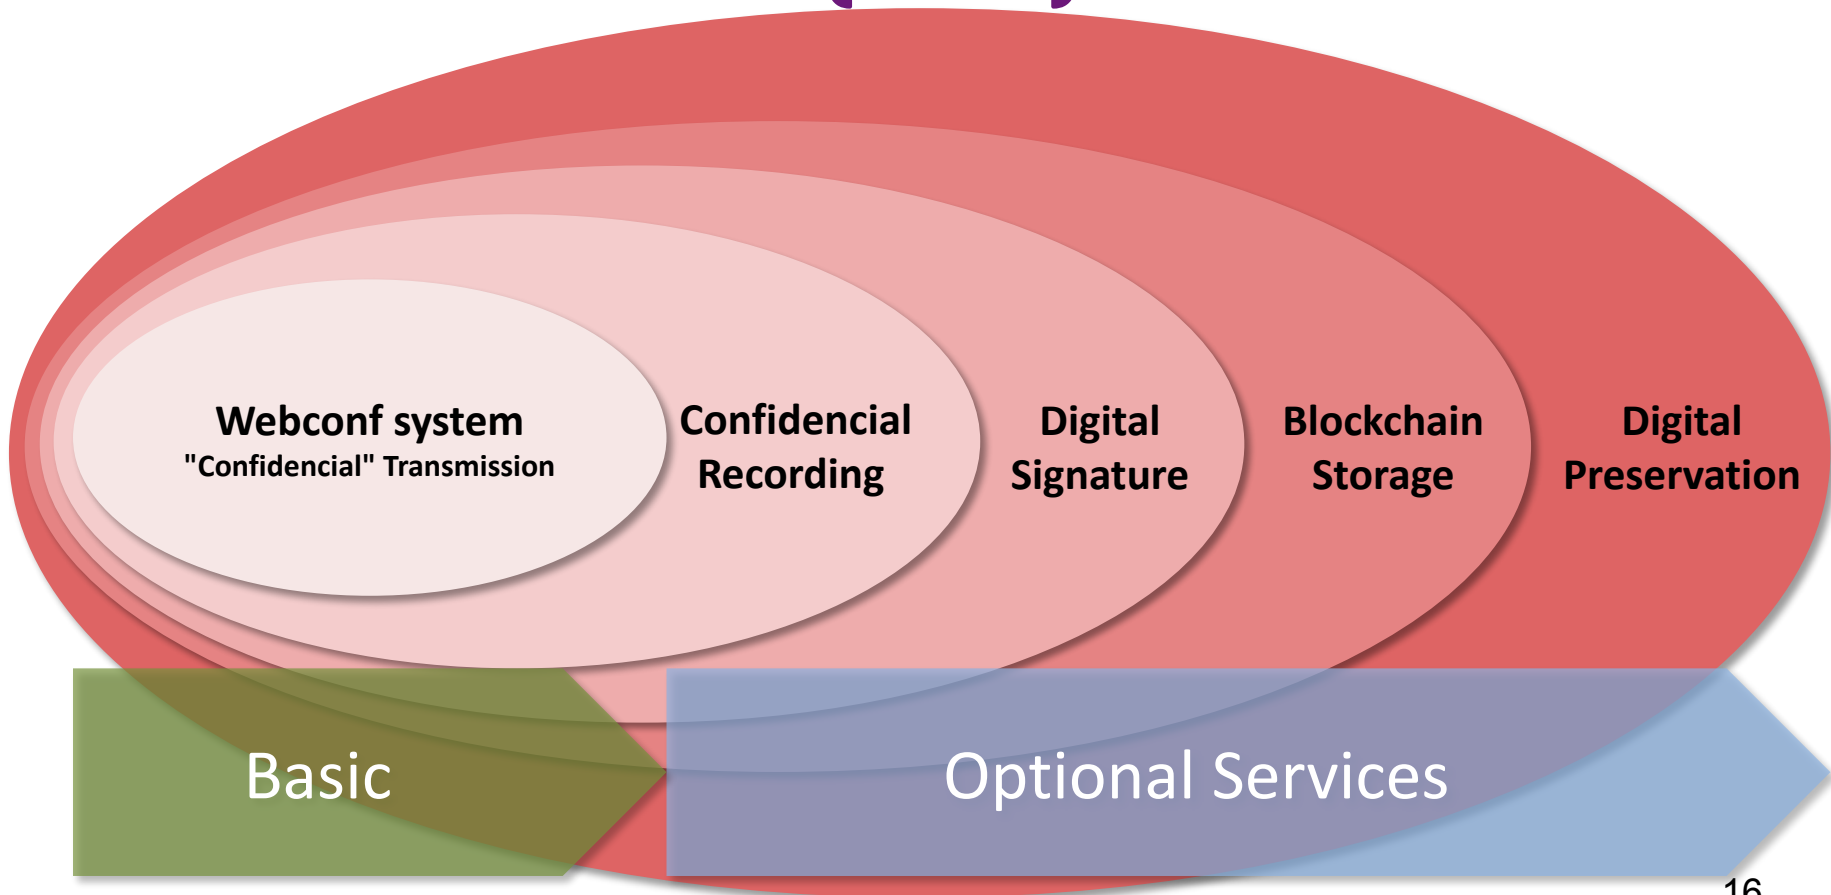 Webconf system
"Confidencial" Transmission
Confidencial
Recording
Digital
Signature
Blockchain
Storage
Digital
Preservation
Basic
Optional Services
16